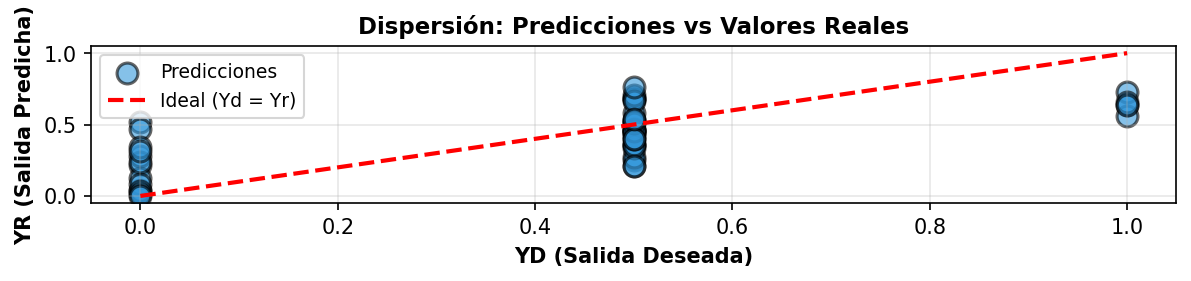 Dispersión: Predicciones vs Valores Reales
YR (Salida Predicha)
1.0
0.5
0.0
Predicciones
Ideal (Yd = Yr)
0.0 0.2 0.4 0.6 0.8 1.0
YD (Salida Deseada)